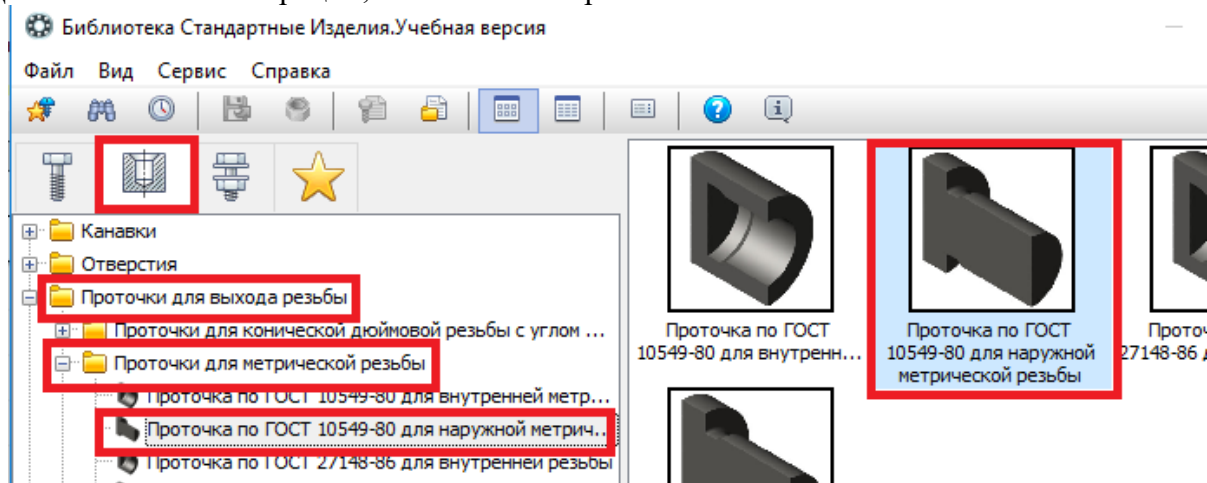 Библиотека Стандартные Изделия.Учебная версия
Файл Вид Сервис Справка
Канавки
Отверстия
Проточки для выхода резьбы
Проточки для конической дюймовой резьбы с углом ...
Проточки для метрической резьбы
Проточка по ГОСТ 10549-80 для внутренней метр...
Проточка по ГОСТ 10549-80 для наружной метрич...
Проточка по ГОСТ 27148-86 для внутренней резьбы
Проточка по ГОСТ
10549-80 для внутренн...
Проточка по ГОСТ
10549-80 для наружной
метрической резьбы
27148-86